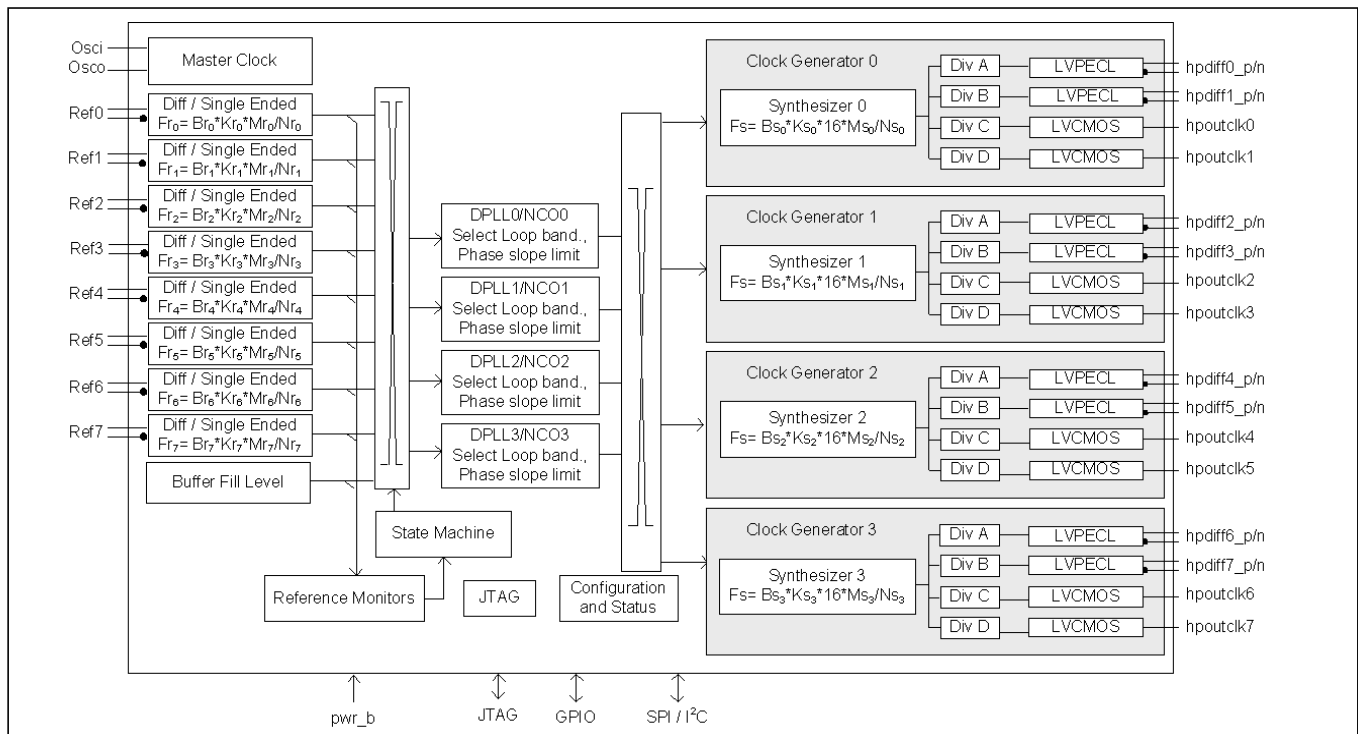 Osci
Osco
Master Clock
Ref0
Diff / Single Ended
Fr₀= Br₀*Kr₀*Mr₀/Nr₀
Ref1
Diff / Single Ended
Fr₁= Br₁*Kr₁*Mr₁/Nr₁
Ref2
Diff / Single Ended
Fr₂= Br₂*Kr₂*Mr₂/Nr₂
Ref3
Diff / Single Ended
Fr₃= Br₃*Kr₃*Mr₃/Nr₃
Ref4
Diff / Single Ended
Fr₄= Br₄*Kr₄*Mr₄/Nr₄
Ref5
Diff / Single Ended
Fr₅= Br₅*Kr₅*Mr₅/Nr₅
Ref6
Diff / Single Ended
Fr₆= Br₆*Kr₆*Mr₆/Nr₆
Ref7
Diff / Single Ended
Fr₇= Br₇*Kr₇*Mr₇/Nr₇
Buffer Fill Level
State Machine
Reference Monitors
JTAG
Configuration
and Status
DPLL0/NCO0
Select Loop band.,
Phase slope limit
DPLL1/NCO1
Select Loop band.,
Phase slope limit
DPLL2/NCO2
Select Loop band.,
Phase slope limit
DPLL3/NCO3
Select Loop band.,
Phase slope limit
Clock Generator 0
Synthesizer 0
Fs= Bs₀*Ks₀*16*Ms₀/Ns₀
Div A
LVPECL
hpdiff0_p/n
Div B
LVPECL
hpdiff1_p/n
Div C
LVCMOS
hpoutclk0
Div D
LVCMOS
hpoutclk1
Clock Generator 1
Synthesizer 1
Fs= Bs₁*Ks₁*16*Ms₁/Ns₁
Div A
LVPECL
hpdiff2_p/n
Div B
LVPECL
hpdiff3_p/n
Div C
LVCMOS
hpoutclk2
Div D
LVCMOS
hpoutclk3
Clock Generator 2
Synthesizer 2
Fs= Bs₂*Ks₂*16*Ms₂/Ns₂
Div A
LVPECL
hpdiff4_p/n
Div B
LVPECL
hpdiff5_p/n
Div C
LVCMOS
hpoutclk4
Div D
LVCMOS
hpoutclk5
Clock Generator 3
Synthesizer 3
Fs= Bs₃*Ks₃*16*Ms₃/Ns₃
Div A
LVPECL
hpdiff6_p/n
Div B
LVPECL
hpdiff7_p/n
Div C
LVCMOS
hpoutclk6
Div D
LVCMOS
hpoutclk7
pwr_b
JTAG
GPIO
SPI / I²C